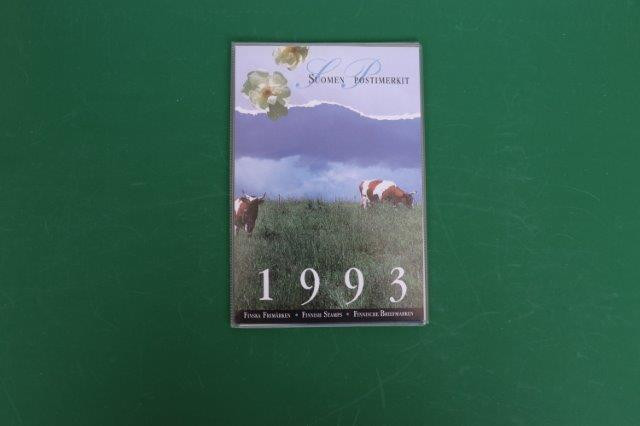 SUOMEN POSTIMERKIT
1993
FINSKA FRIMÄRKEN • FINNISH STAMPS • FINNISCHE BRIEFMARKEN